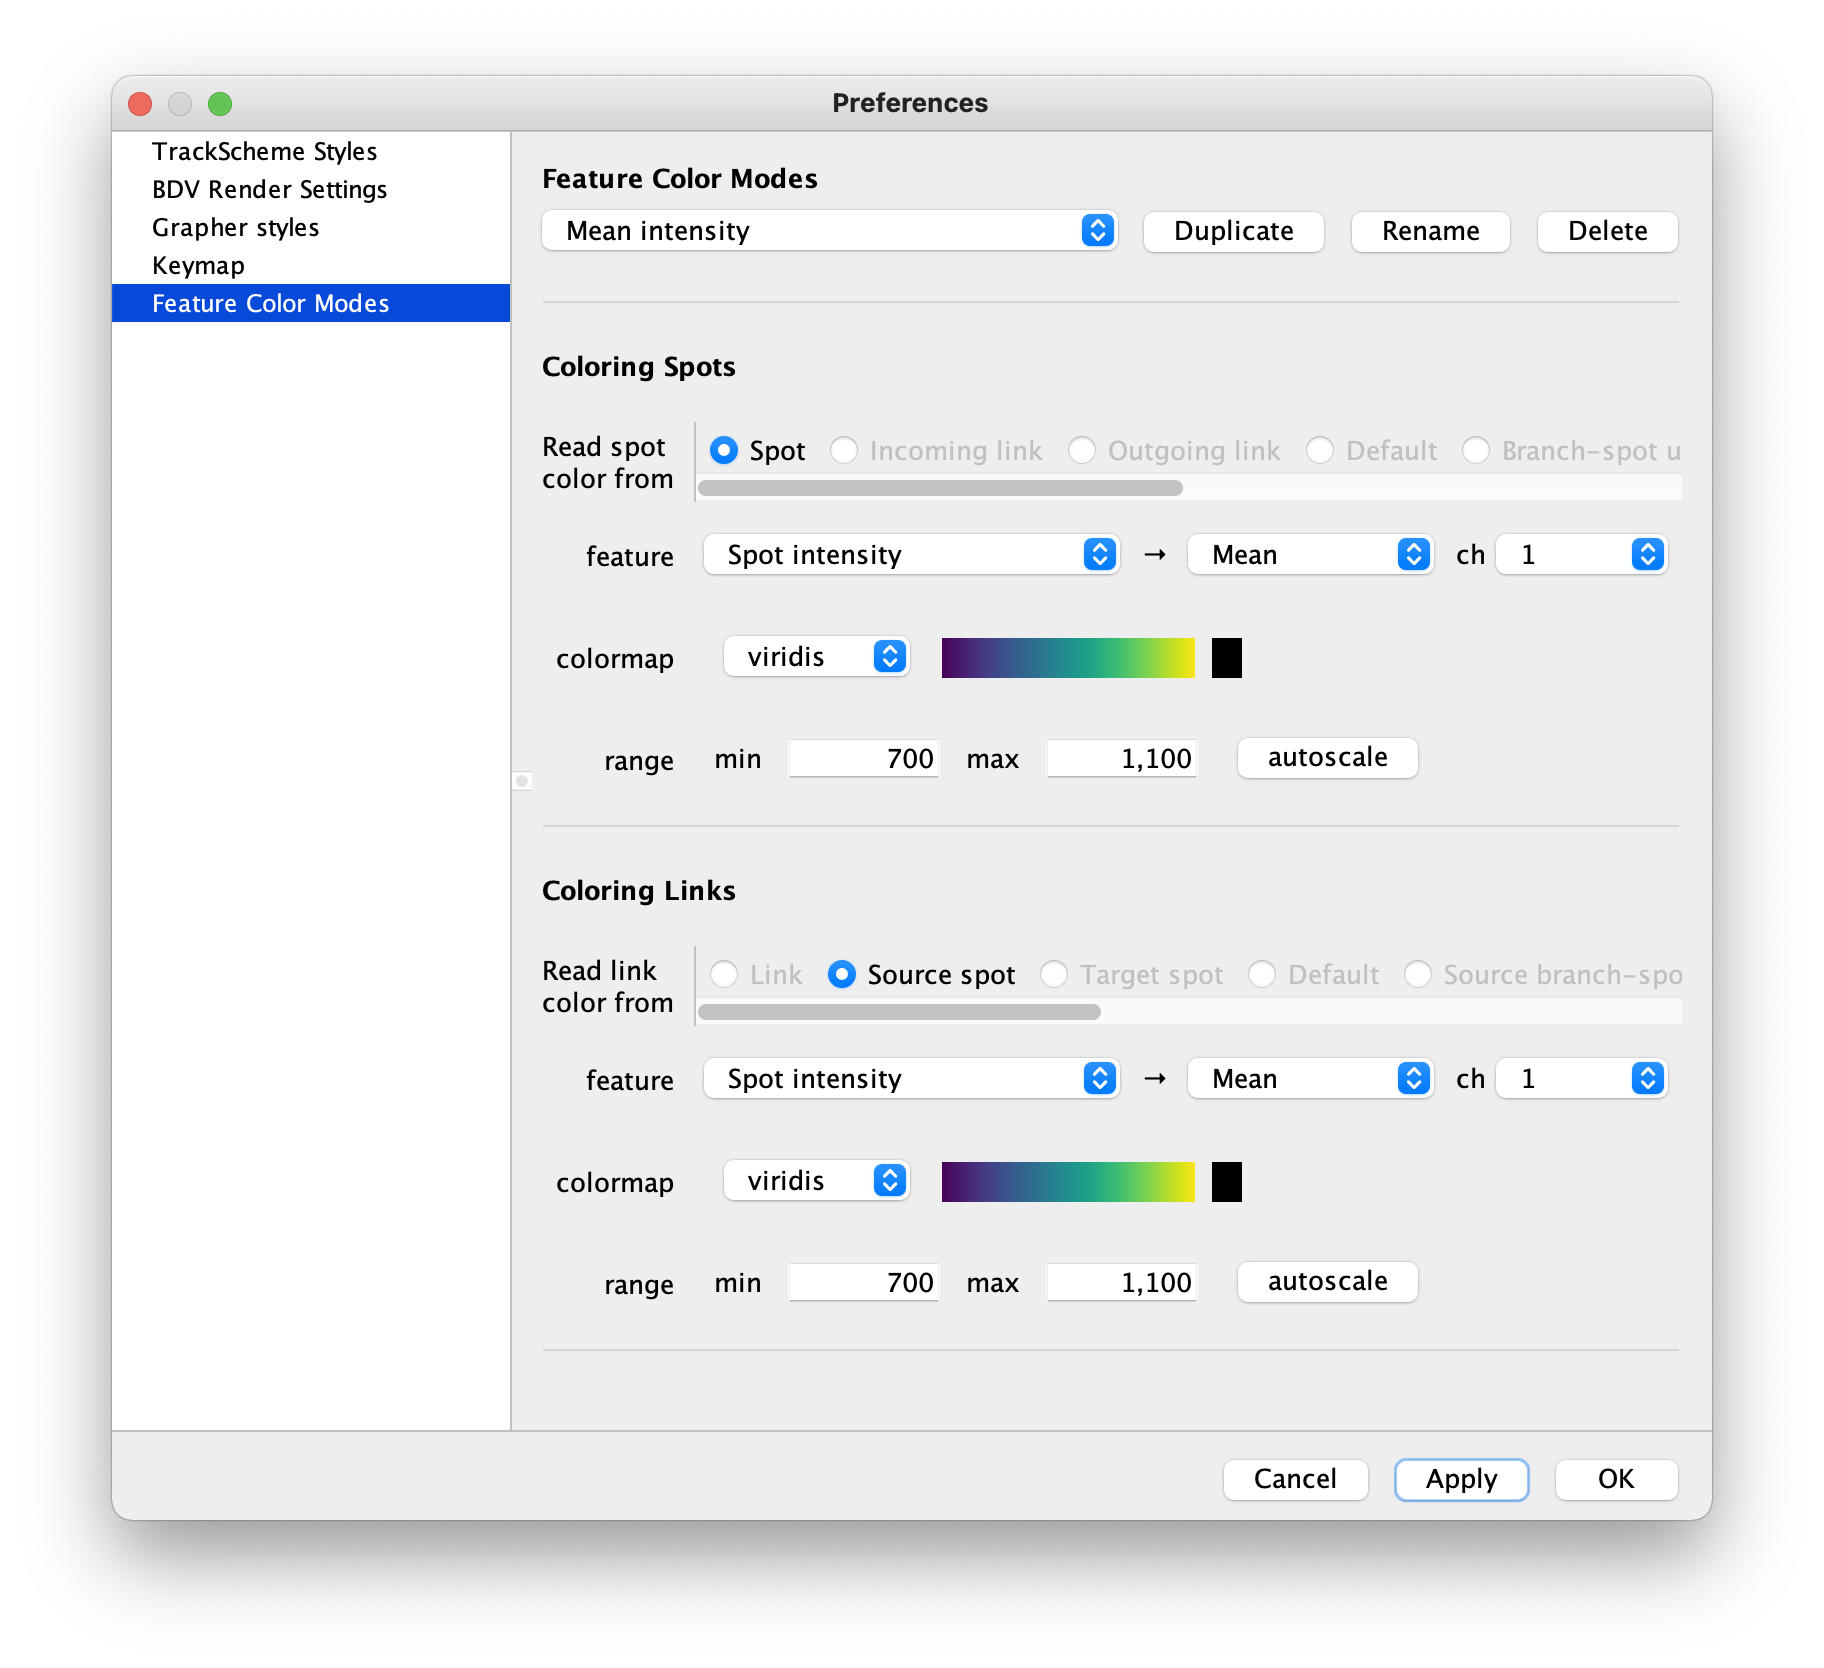 Preferences
TrackScheme Styles
BDV Render Settings
Grapher styles
Keymap
Feature Color Modes
Feature Color Modes
Mean intensity Duplicate Rename Delete
Coloring Spots
Read spot
color from
Spot Incoming link Outgoing link Default Branch-spot u
feature Spot intensity → Mean ch 1
colormap viridis
range min 700 max 1,100 autoscale
Coloring Links
Read link
color from
Link Source spot Target spot Default Source branch-spo
feature Spot intensity → Mean ch 1
colormap viridis
range min 700 max 1,100 autoscale
Cancel Apply OK